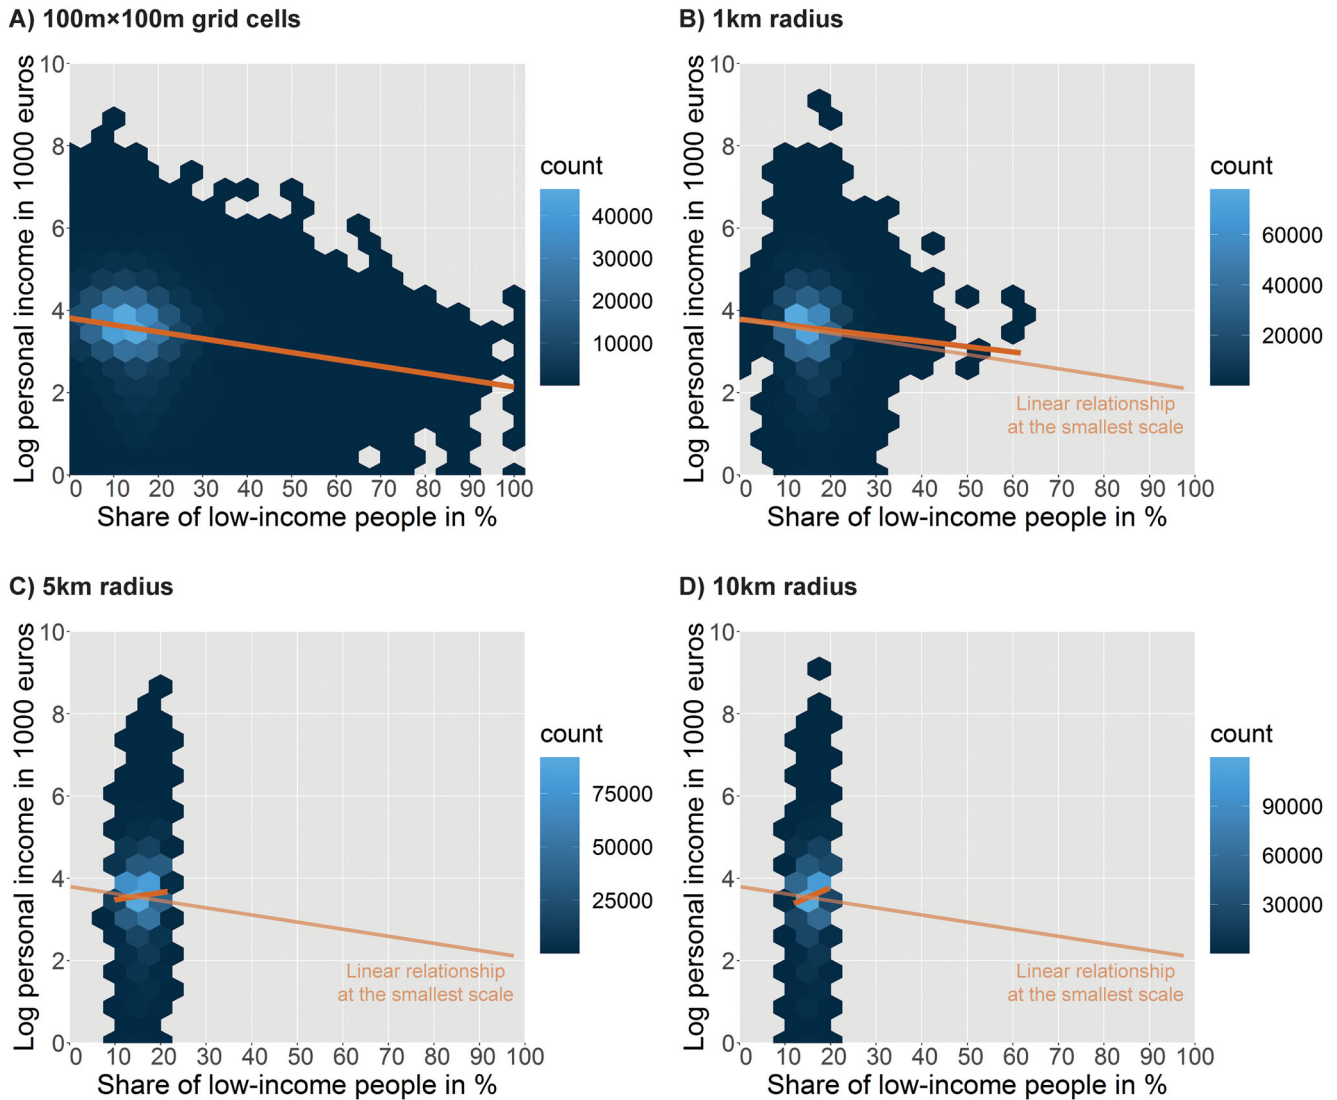 A) 100m×100m grid cells
Log personal income in 1000 euros
10
8
6
4
2
0
0 10 20 30 40 50 60 70 80 90 100
Share of low-income people in %
count
40000
30000
20000
10000
B) 1km radius
Log personal income in 1000 euros
10
8
6
4
2
0
Linear relationship
at the smallest scale
0 10 20 30 40 50 60 70 80 90 100
Share of low-income people in %
count
60000
40000
20000
C) 5km radius
Log personal income in 1000 euros
10
8
6
4
2
0
Linear relationship
at the smallest scale
0 10 20 30 40 50 60 70 80 90 100
Share of low-income people in %
count
75000
50000
25000
D) 10km radius
Log personal income in 1000 euros
10
8
6
4
2
0
Linear relationship
at the smallest scale
0 10 20 30 40 50 60 70 80 90 100
Share of low-income people in %
count
90000
60000
30000